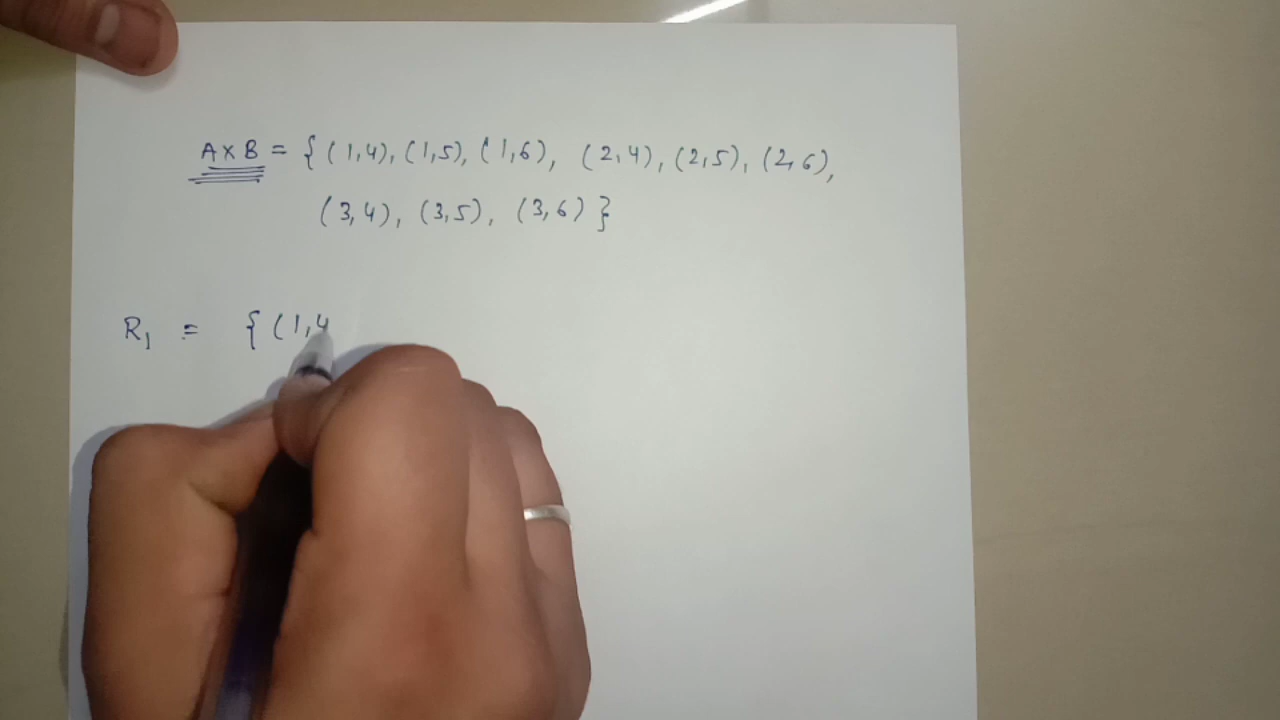 A × B = { (1,4), (1,5), (1,6), (2,4), (2,5), (2,6),
(3,4), (3,5), (3,6) }
R₁ = { (1,4